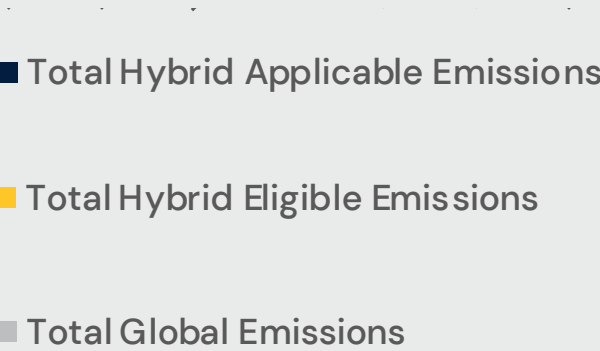 Total Hybrid Applicable Emissions
Total Hybrid Eligible Emissions
Total Global Emissions